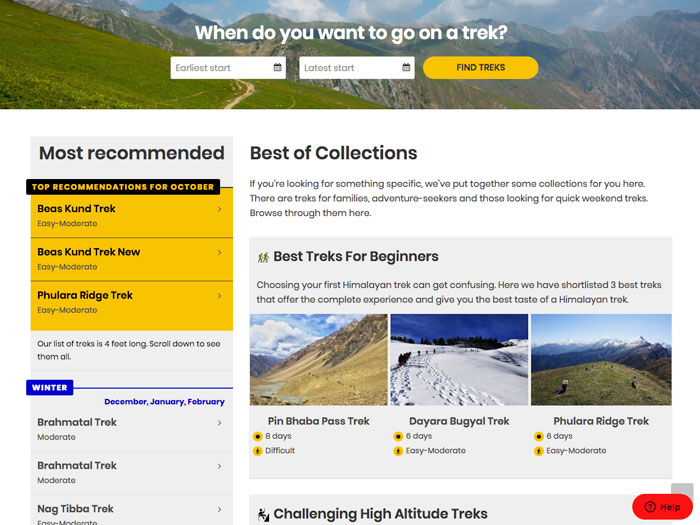 When do you want to go on a trek?
Earliest start
Latest start
FIND TREKS
Most recommended
TOP RECOMMENDATIONS FOR OCTOBER
Beas Kund Trek
Easy-Moderate
Beas Kund Trek New
Easy-Moderate
Phulara Ridge Trek
Easy-Moderate
Our list of treks is 4 feet long. Scroll down to see
them all.
WINTER
December, January, February
Brahmatal Trek
Moderate
Brahmatal Trek
Moderate
Nag Tibba Trek
Easy-Moderate
Best of Collections
If you're looking for something specific, we've put together some collections for you here.
There are treks for families, adventure-seekers and those looking for quick weekend treks.
Browse through them here.
Best Treks For Beginners
Choosing your first Himalayan trek can get confusing. Here we have shortlisted 3 best treks
that offer the complete experience and give you the best taste of a Himalayan trek.
Pin Bhaba Pass Trek
8 days
Difficult
Dayara Bugyal Trek
6 days
Easy-Moderate
Phulara Ridge Trek
6 days
Easy-Moderate
Challenging High Altitude Treks
Help